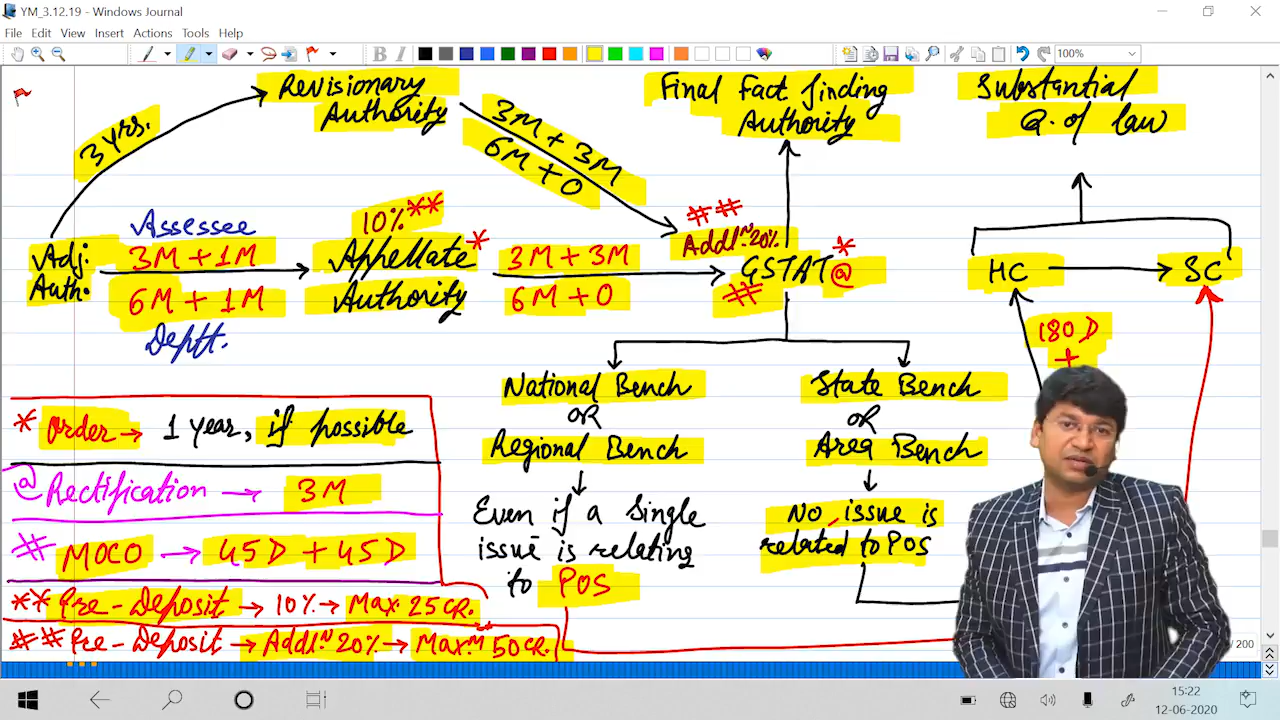 YM_3.12.19 - Windows Journal
File Edit View Insert Actions Tools Help
100%
Revisionary
Authority
Final Fact finding
Authority
Substantial
Q. of law
3 yrs.
3M + 3M
6M + 0
Assessee
10%**
##
Addl.N 20%
Adj.
Auth.
3M + 1M
6M + 1M
Deptt.
Appellate*
Authority
3M + 3M
6M + 0
*
GSTAT@
##
HC
SC
180 D
+
National Bench
OR
Regional Bench
Even if a single
issue is relating
to POS
State Bench
OR
Area Bench
No, issue is
related to POS
* Order → 1 year, if possible
@ Rectification → 3M
# MOCO → 45 D + 45 D
** Pre-Deposit → 10% → Max. 25 CR.
## Pre-Deposit → Addl.N 20% → Max.M 50 CR.
/ 200
15:22
12-06-2020